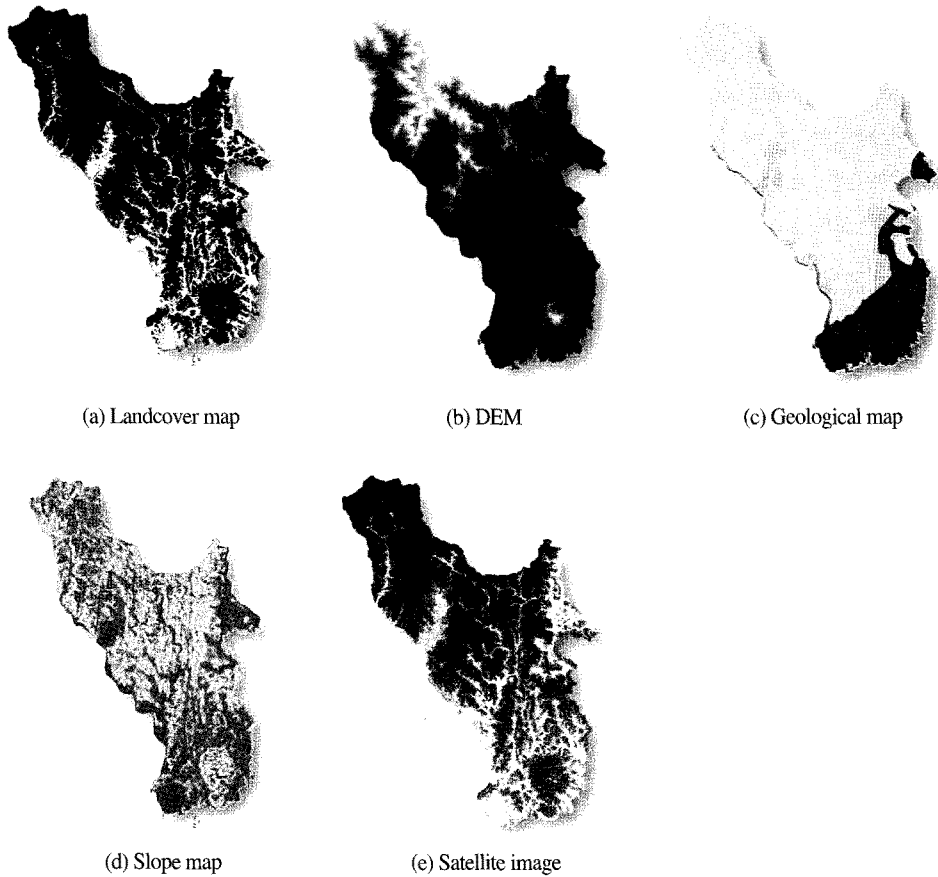 (a) Landcover map
(b) DEM
(c) Geological map
(d) Slope map
(e) Satellite image